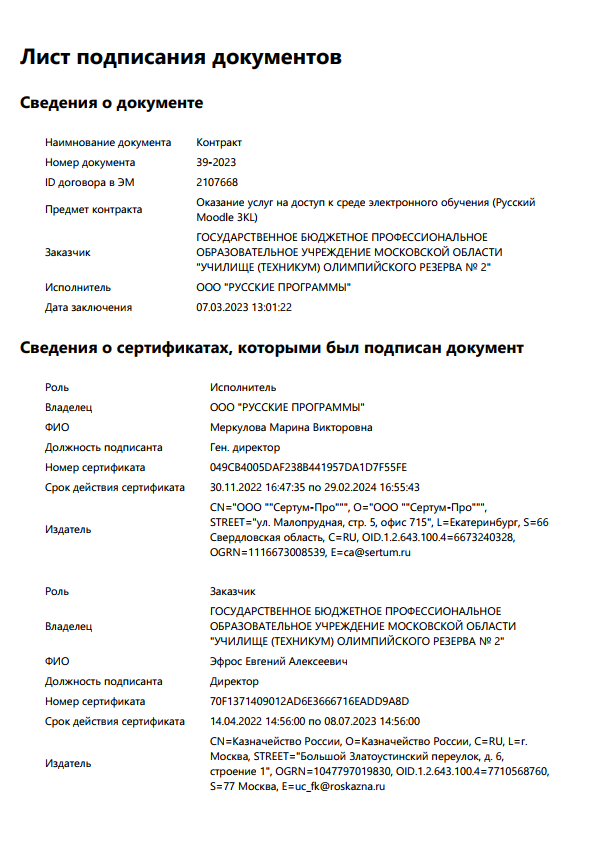 Лист подписания документов
Сведения о документе
Наимнование документа Контракт
Номер документа 39-2023
ID договора в ЭМ 2107668
Предмет контракта Оказание услуг на доступ к среде электронного обучения (Русский
Moodle 3KL)
Заказчик ГОСУДАРСТВЕННОЕ БЮДЖЕТНОЕ ПРОФЕССИОНАЛЬНОЕ
ОБРАЗОВАТЕЛЬНОЕ УЧРЕЖДЕНИЕ МОСКОВСКОЙ ОБЛАСТИ
"УЧИЛИЩЕ (ТЕХНИКУМ) ОЛИМПИЙСКОГО РЕЗЕРВА № 2"
Исполнитель ООО "РУССКИЕ ПРОГРАММЫ"
Дата заключения 07.03.2023 13:01:22
Сведения о сертификатах, которыми был подписан документ
Роль Исполнитель
Владелец ООО "РУССКИЕ ПРОГРАММЫ"
ФИО Меркулова Марина Викторовна
Должность подписанта Ген. директор
Номер сертификата 049CB4005DAF238B441957DA1D7F55FE
Срок действия сертификата 30.11.2022 16:47:35 по 29.02.2024 16:55:43
Издатель CN="ООО ""Сертум-Про""", O="ООО ""Сертум-Про""",
STREET="ул. Малопрудная, стр. 5, офис 715", L=Екатеринбург, S=66
Свердловская область, C=RU, OID.1.2.643.100.4=6673240328,
OGRN=1116673008539, E=ca@sertum.ru
Роль Заказчик
Владелец ГОСУДАРСТВЕННОЕ БЮДЖЕТНОЕ ПРОФЕССИОНАЛЬНОЕ
ОБРАЗОВАТЕЛЬНОЕ УЧРЕЖДЕНИЕ МОСКОВСКОЙ ОБЛАСТИ
"УЧИЛИЩЕ (ТЕХНИКУМ) ОЛИМПИЙСКОГО РЕЗЕРВА № 2"
ФИО Эфрос Евгений Алексеевич
Должность подписанта Директор
Номер сертификата 70F1371409012AD6E3666716EADD9A8D
Срок действия сертификата 14.04.2022 14:56:00 по 08.07.2023 14:56:00
Издатель CN=Казначейство России, O=Казначейство России, C=RU, L=г.
Москва, STREET="Большой Златоустинский переулок, д. 6,
строение 1", OGRN=1047797019830, OID.1.2.643.100.4=7710568760,
S=77 Москва, E=uc_fk@roskazna.ru